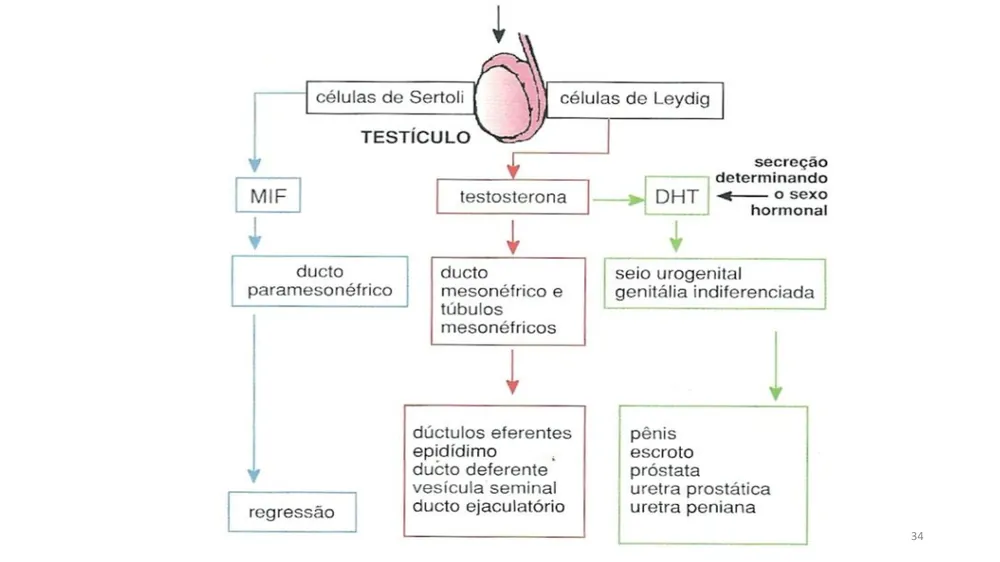 células de Sertoli
células de Leydig
TESTÍCULO
secreção
determinando
o sexo
hormonal
MIF
testosterona
DHT
ducto
paramesonéfrico
ducto
mesonéfrico e
túbulos
mesonéfricos
seio urogenital
genitália indiferenciada
dúctulos eferentes
epidídimo
ducto deferente
vesícula seminal
ducto ejaculatório
pênis
escroto
próstata
uretra prostática
uretra peniana
regressão
34